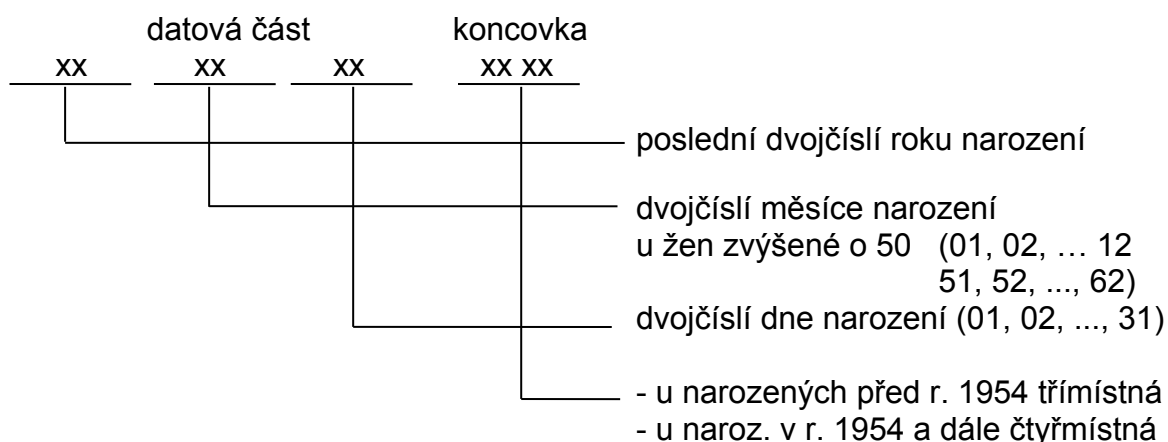 datová část koncovka
xx xx xx xx xx
poslední dvojčíslí roku narození
dvojčíslí měsíce narození
u žen zvýšené o 50 (01, 02, … 12
51, 52, ..., 62)
dvojčíslí dne narození (01, 02, ..., 31)
- u narozených před r. 1954 třímístná
- u naroz. v r. 1954 a dále čtyřmístná